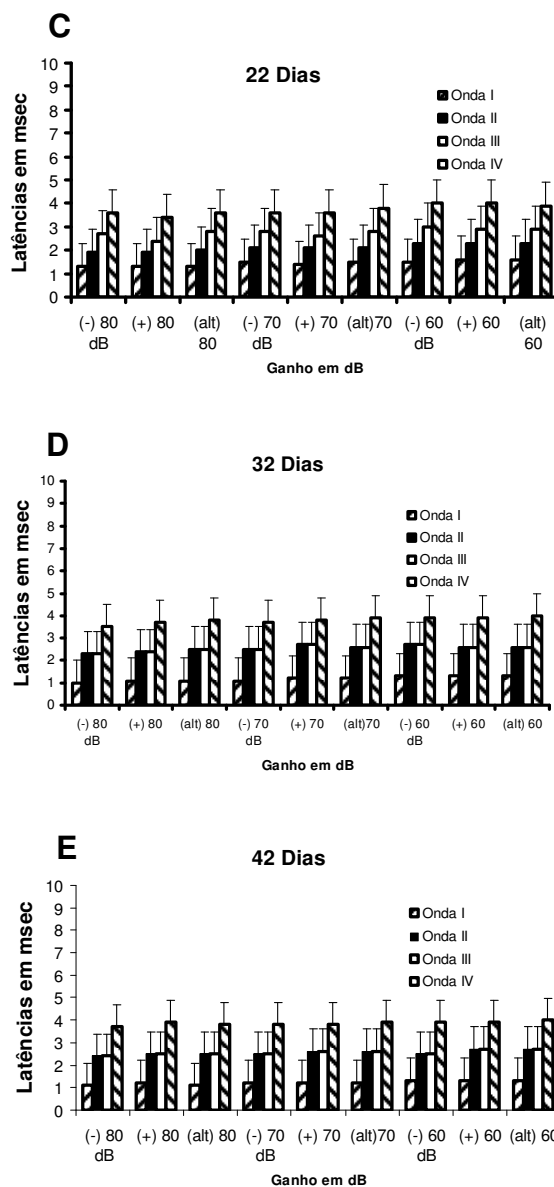 C
22 Dias
Latências em msec
10
9
8
7
6
5
4
3
2
1
0
Onda I
Onda II
Onda III
Onda IV
(-) 80 (+) 80 (alt) (-) 70 (+) 70 (alt)70 (-) 60 (+) 60 (alt)
dB 80 dB dB 60
Ganho em dB
D
32 Dias
Latências em msec
10
9
8
7
6
5
4
3
2
1
0
Onda I
Onda II
Onda III
Onda IV
(-) 80 (+) 80 (alt) 80 (-) 70 (+) 70 (alt)70 (-) 60 (+) 60 (alt) 60
dB dB dB
Ganho em dB
E
42 Dias
Latências em msec
10
9
8
7
6
5
4
3
2
1
0
Onda I
Onda II
Onda III
Onda IV
(-) 80 (+) 80 (alt) 80 (-) 70 (+) 70 (alt)70 (-) 60 (+) 60 (alt) 60
dB dB dB
Ganho em dB